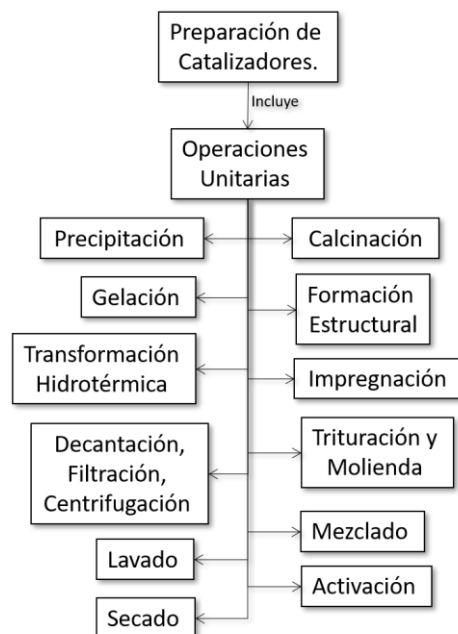 Preparación de
Catalizadores.
Incluye
Operaciones
Unitarias
Precipitación
Calcinación
Gelación
Formación
Estructural
Transformación
Hidrotérmica
Impregnación
Decantación,
Filtración,
Centrifugación
Trituración y
Molienda
Mezclado
Lavado
Activación
Secado